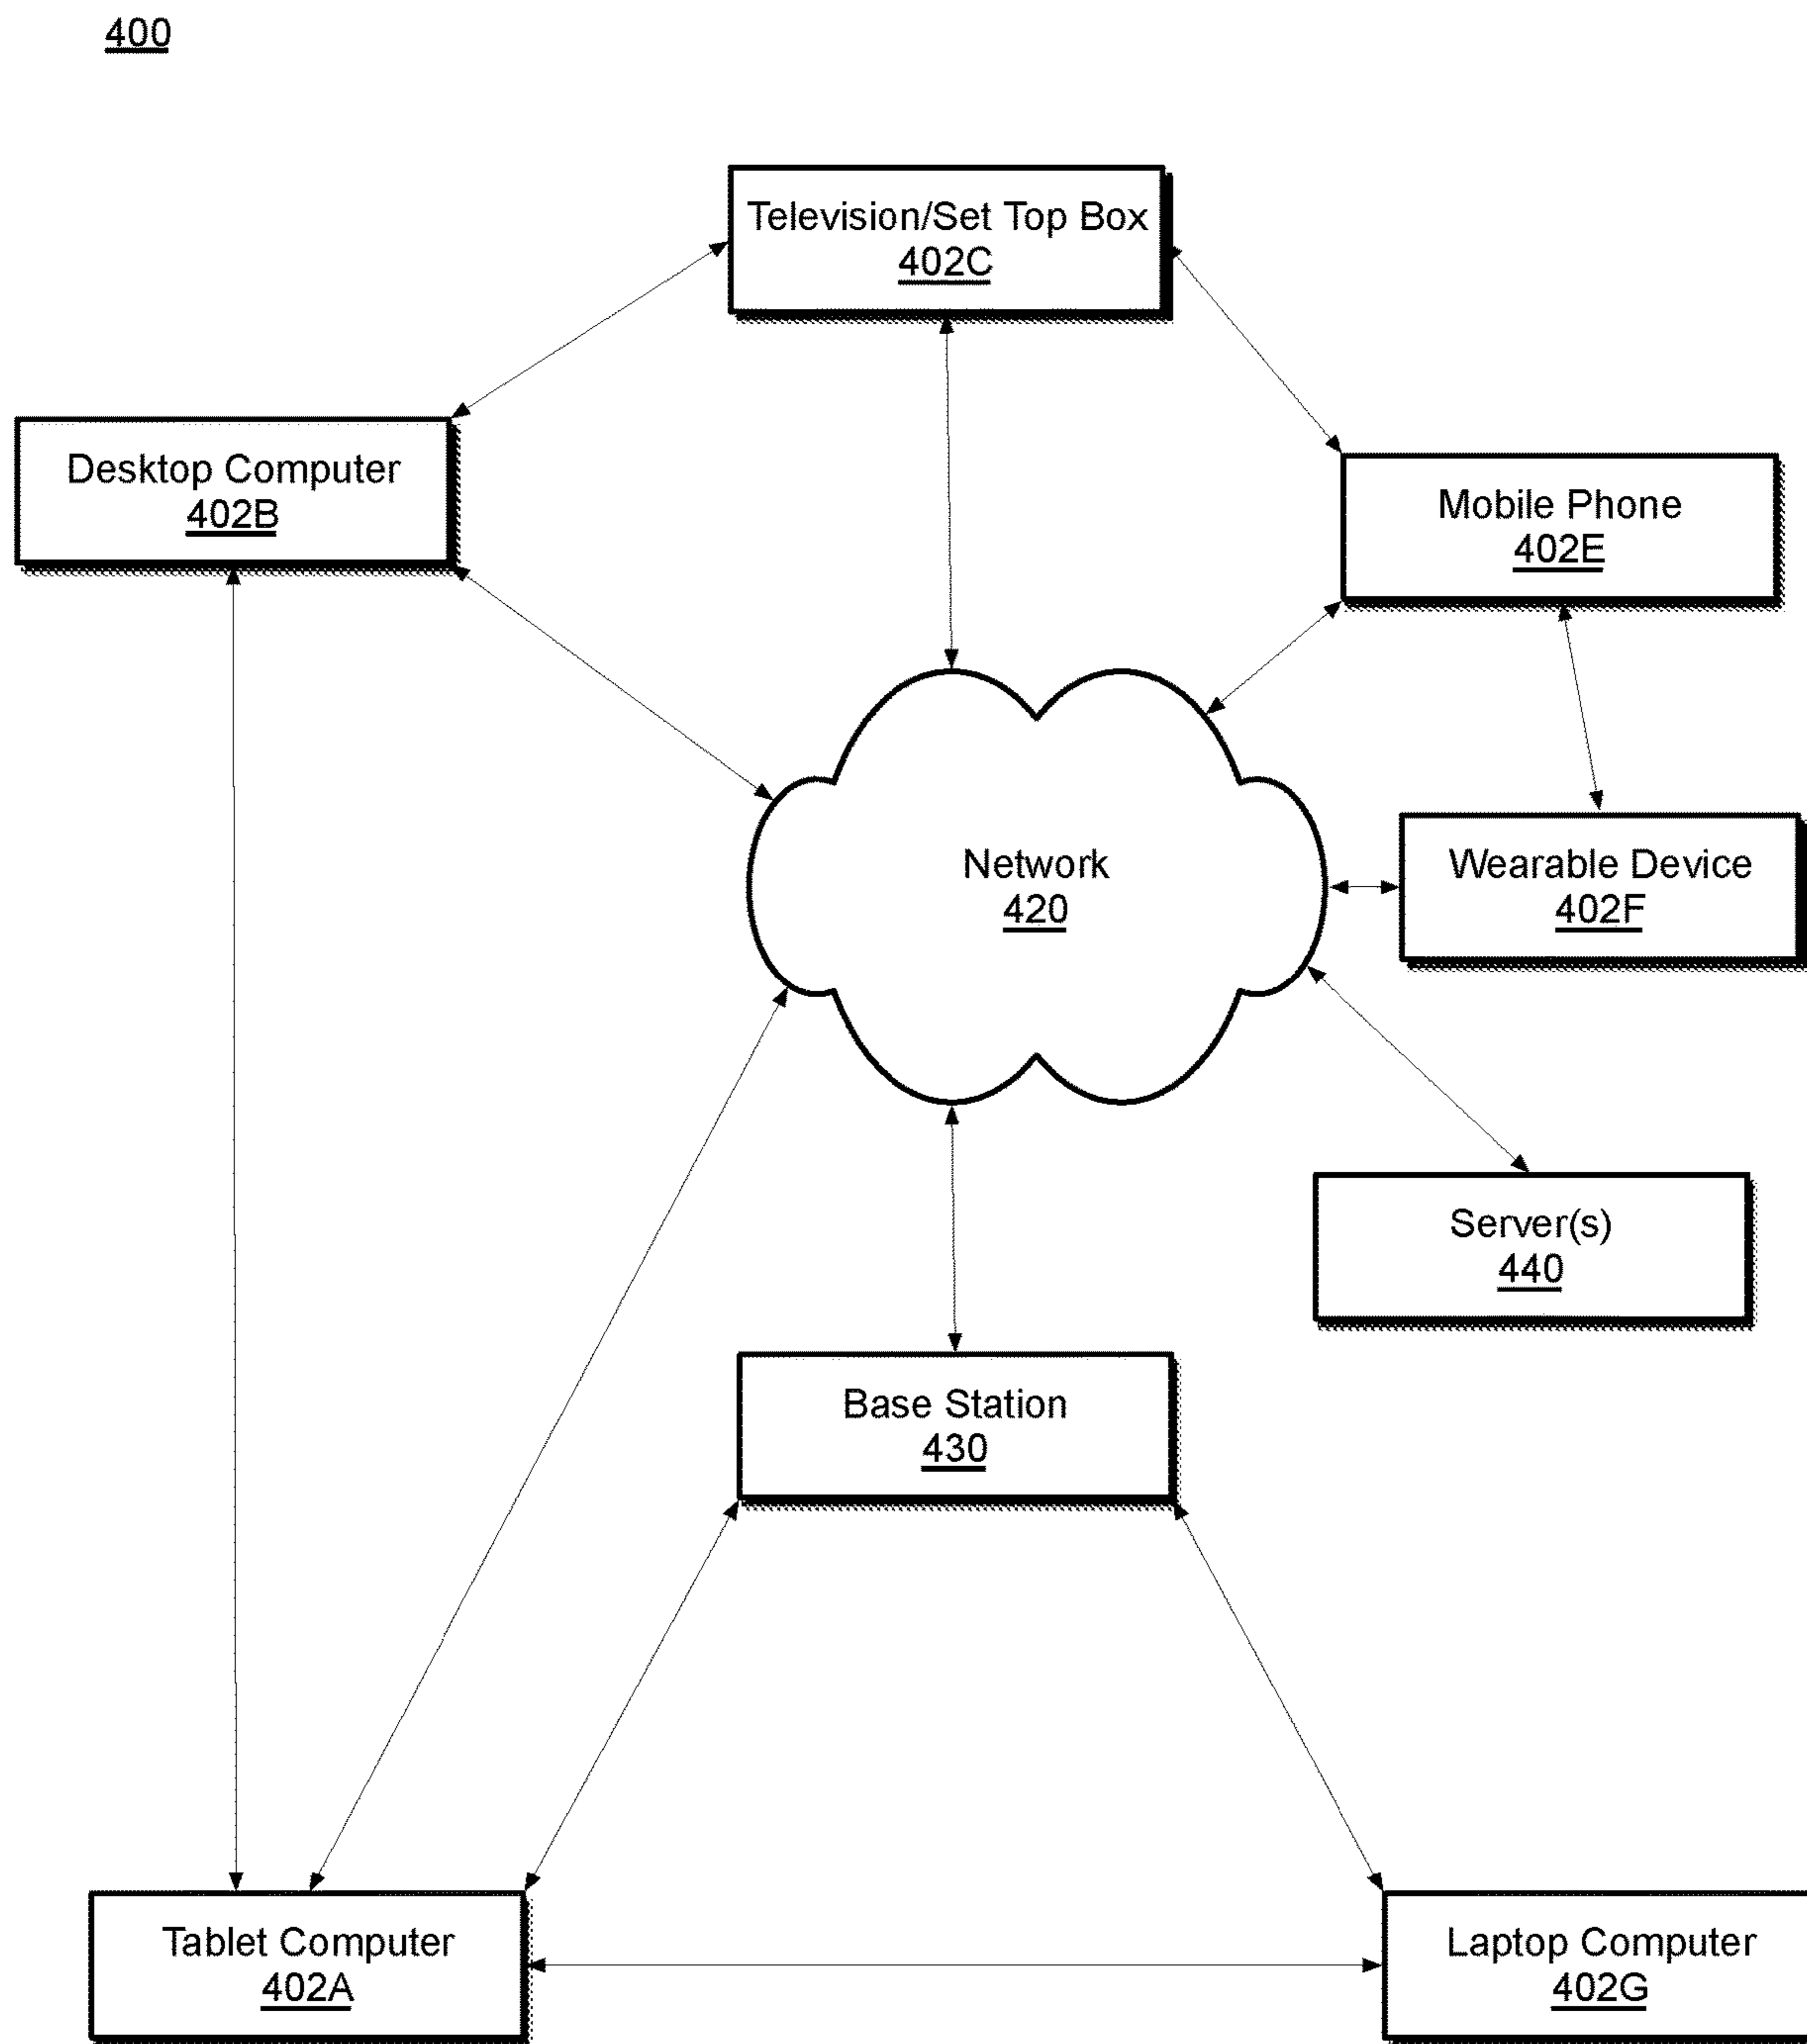 400
Television/Set Top Box
402C
Desktop Computer
402B
Mobile Phone
402E
Network
420
Wearable Device
402F
Server(s)
440
Base Station
430
Tablet Computer
402A
Laptop Computer
402G